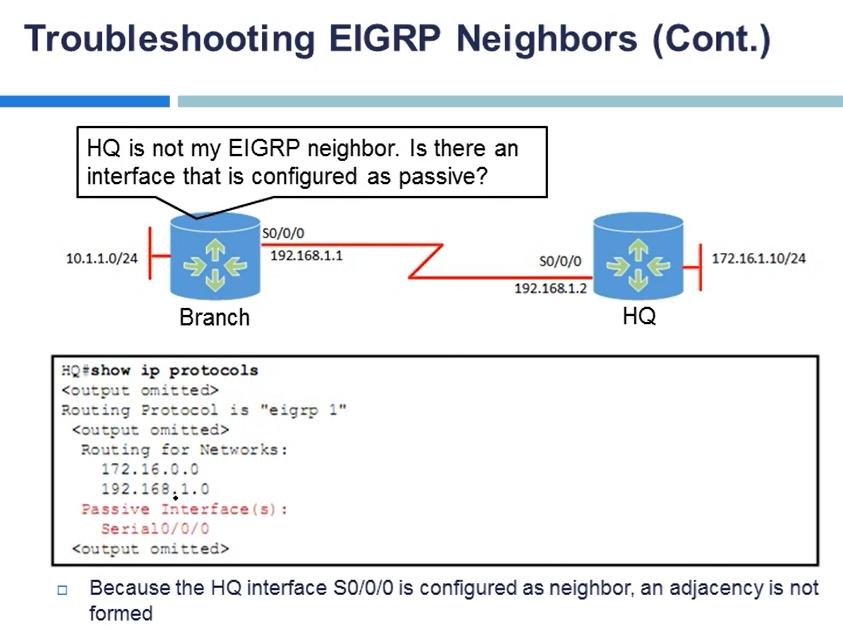 Troubleshooting EIGRP Neighbors (Cont.)
HQ is not my EIGRP neighbor. Is there an
interface that is configured as passive?
S0/0/0
192.168.1.1
10.1.1.0/24
S0/0/0
192.168.1.2
172.16.1.10/24
Branch
HQ
HQ#show ip protocols
<output omitted>
Routing Protocol is "eigrp 1"
<output omitted>
Routing for Networks:
172.16.0.0
192.168.1.0
Passive Interface(s):
Serial0/0/0
<output omitted>
Because the HQ interface S0/0/0 is configured as neighbor, an adjacency is not
formed